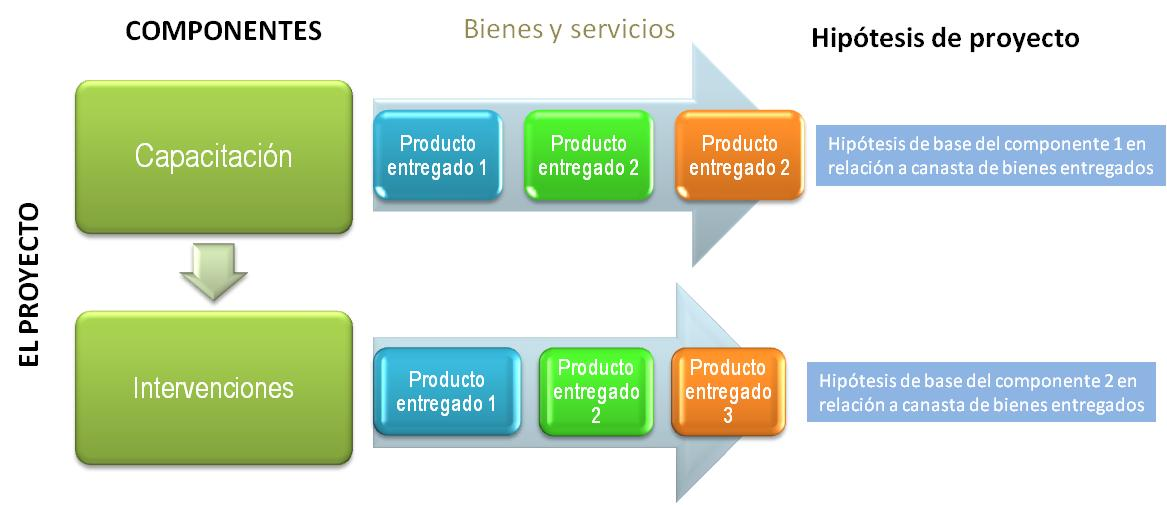 COMPONENTES
Bienes y servicios
Hipótesis de proyecto
EL PROYECTO
Capacitación
Producto
entregado 1
Producto
entregado 2
Producto
entregado 2
Hipótesis de base del componente 1 en
relación a canasta de bienes entregados
Intervenciones
Producto
entregado 1
Producto
entregado
2
Producto
entregado
3
Hipótesis de base del componente 2 en
relación a canasta de bienes entregados